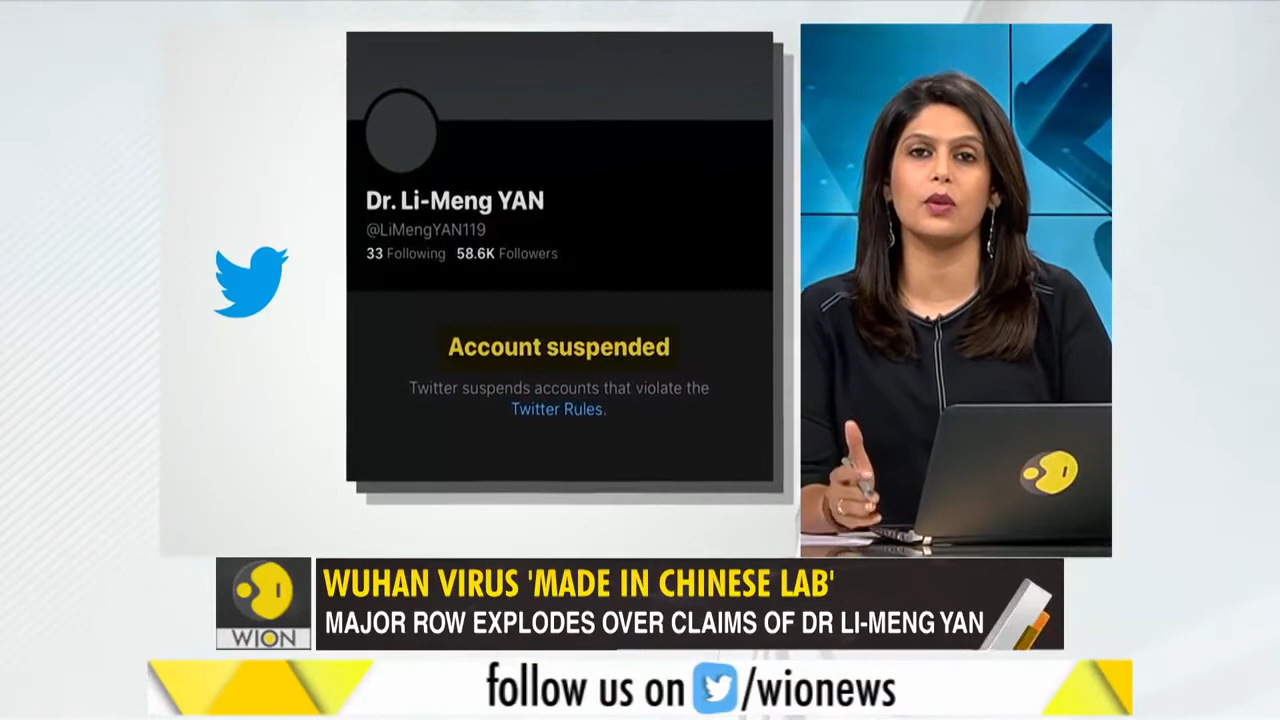 Dr. Li-Meng YAN
@LiMengYAN119
33 Following 58.6K Followers
Account suspended
Twitter suspends accounts that violate the
Twitter Rules.
WION
WUHAN VIRUS 'MADE IN CHINESE LAB'
MAJOR ROW EXPLODES OVER CLAIMS OF DR LI-MENG YAN
follow us on /wionews